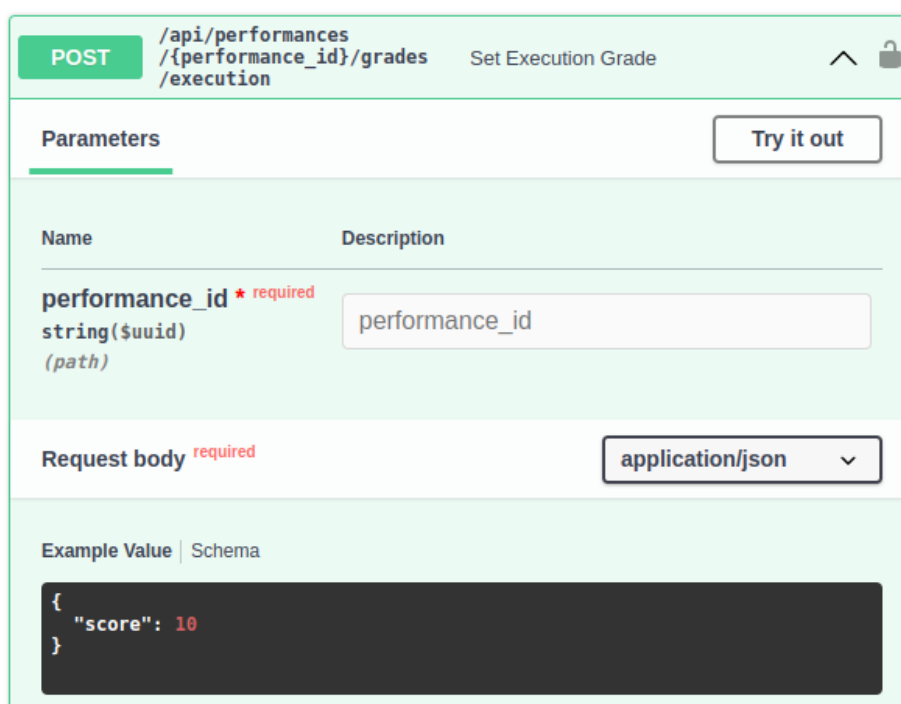 POST
/api/performances
/{performance_id}/grades
/execution
Set Execution Grade
Parameters
Try it out
Name
Description
performance_id * required
string($uuid)
(path)
performance_id
Request body required
application/json
Example Value
Schema
{
"score": 10
}